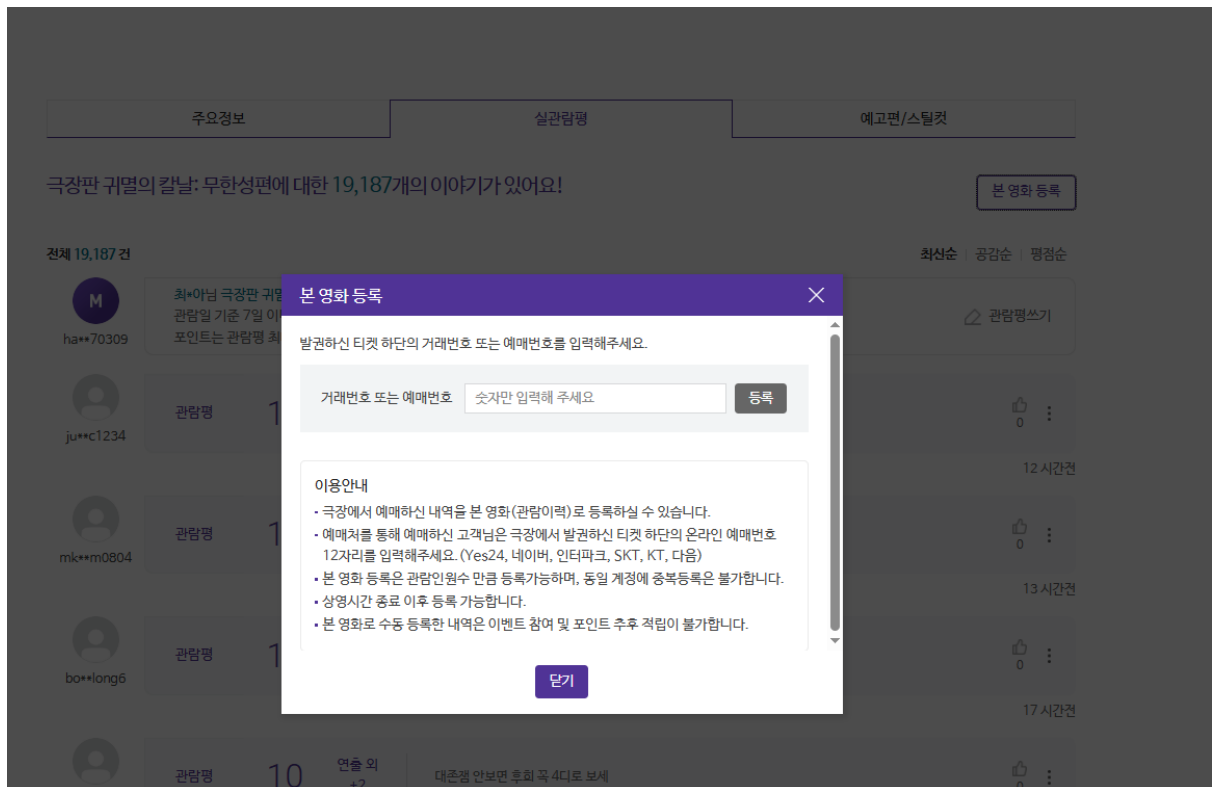 주요정보
실관람평
예고편/스틸컷
극장판 귀멸의 칼날: 무한성편에 대한 19,187개의 이야기가 있어요!
본 영화 등록
전체 19,187 건
최신순
공감순
평점순
M
ha**70309
최*아님 극장판 귀멸
관람일 기준 7일 이
포인트는 관람평 최
관람평쓰기
본 영화 등록
발권하신 티켓 하단의 거래번호 또는 예매번호를 입력해주세요.
거래번호 또는 예매번호
숫자만 입력해 주세요
등록
이용안내
• 극장에서 예매하신 내역을 본 영화(관람이력)로 등록하실 수 있습니다.
• 예매처를 통해 예매하신 고객님은 극장에서 발권하신 티켓 하단의 온라인 예매번호
12자리를 입력해주세요. (Yes24, 네이버, 인터파크, SKT, KT, 다음)
• 본 영화 등록은 관람인원수 만큼 등록가능하며, 동일 계정에 중복등록은 불가합니다.
• 상영시간 종료 이후 등록 가능합니다.
• 본 영화로 수동 등록한 내역은 이벤트 참여 및 포인트 추후 적립이 불가합니다.
닫기
ju**c1234
관람평
1
0
12 시간전
mk**m0804
관람평
1
0
13 시간전
bo**long6
관람평
1
0
17 시간전
관람평
10
연출 외
+2
대존잼 안보면 후회 꼭 4디로 보세
0